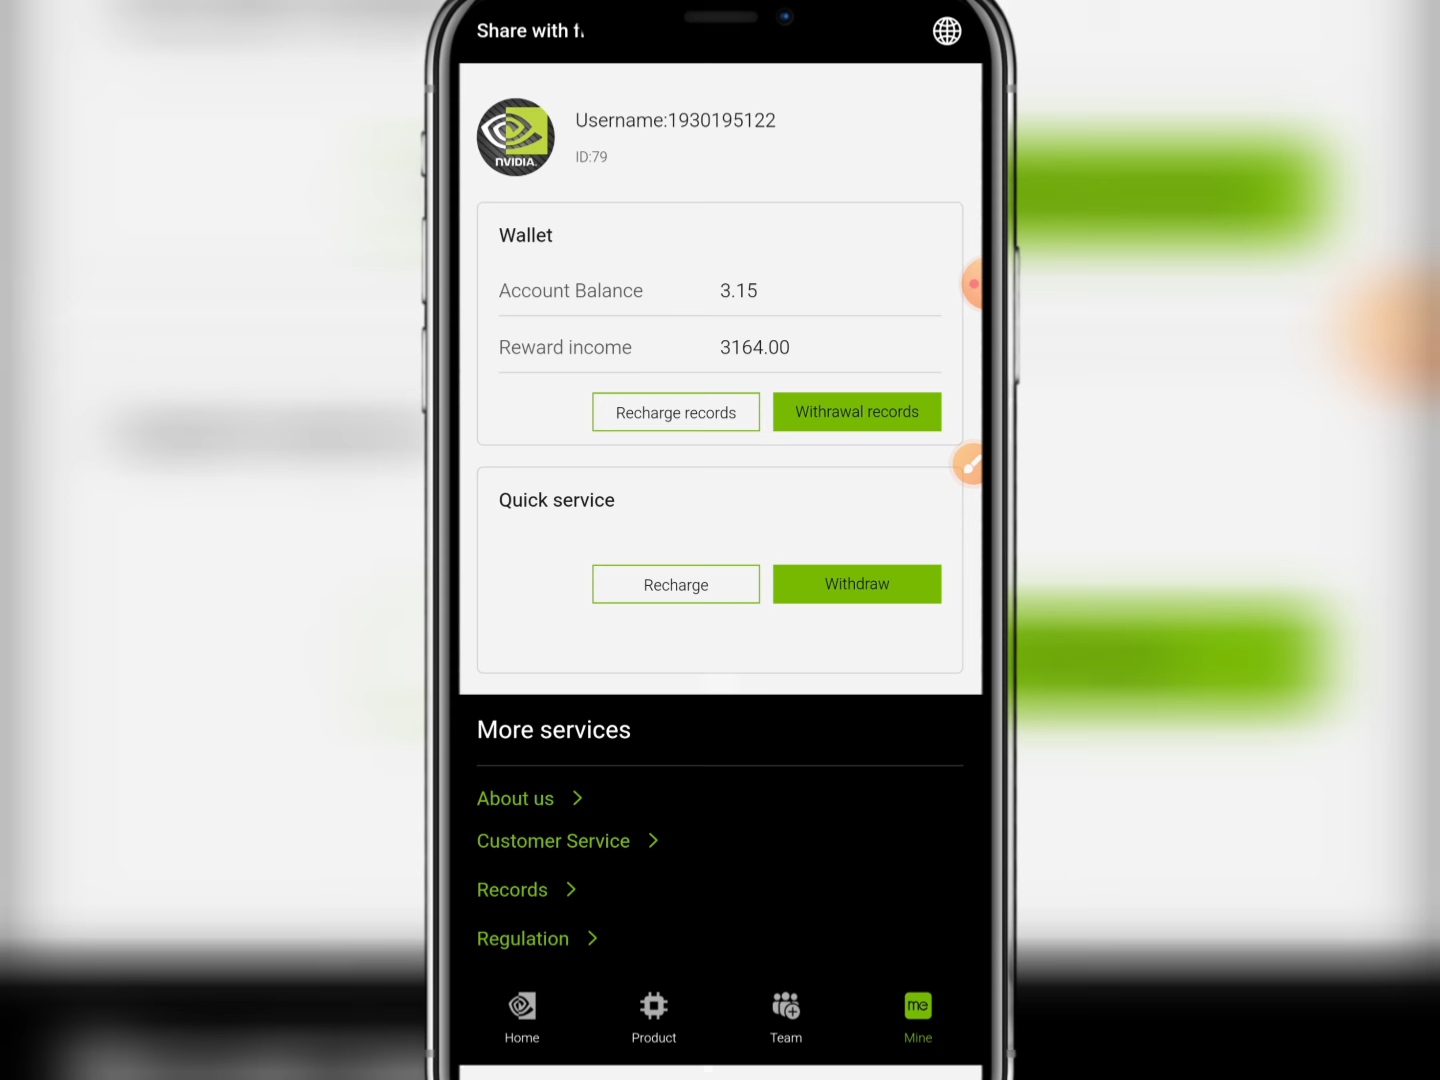 Share with
Username:1930195122
ID:79
NVIDIA.
Wallet
Account Balance 3.15
Reward income 3164.00
Recharge records Withrawal records
Quick service
Recharge Withdraw
More services
About us
Customer Service
Records
Regulation
me
Home Product Team Mine